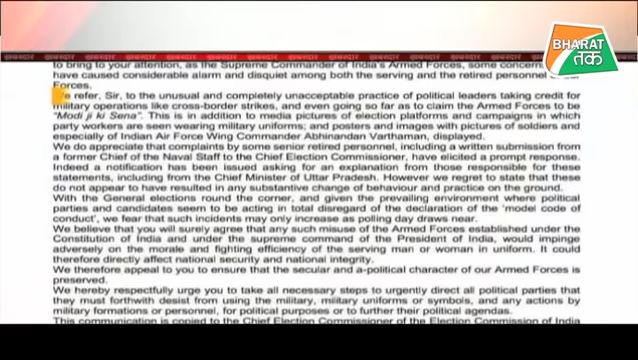 BHARAT
तक
to bring to your attention, as the Supreme Commander of India's Armed Forces, some concerns
have caused considerable alarm and disquiet among both the serving and the retired personnel
Forces.
We refer, Sir, to the unusual and completely unacceptable practice of political leaders taking credit for
military operations like cross-border strikes, and even going so far as to claim the Armed Forces to be
"Modi ji ki Sena". This is in addition to media pictures of election platforms and campaigns in which
party workers are seen wearing military uniforms; and posters and images with pictures of soldiers and
especially of Indian Air Force Wing Commander Abhinandan Varthaman, displayed.
We do appreciate that complaints by some senior retired personnel, including a written submission from
a former Chief of the Naval Staff to the Chief Election Commissioner, have elicited a prompt response.
Indeed a notification has been issued asking for an explanation from those responsible for these
statements, including from the Chief Minister of Uttar Pradesh. However we regret to state that these
do not appear to have resulted in any substantive change of behaviour and practice on the ground.
With the General elections round the corner, and given the prevailing environment where political
parties and candidates seem to be acting in total disregard of the declaration of the 'model code of
conduct', we fear that such incidents may only increase as polling day draws near.
We believe that you will surely agree that any such misuse of the Armed Forces established under the
Constitution of India and under the supreme command of the President of India, would impinge
adversely on the morale and fighting efficiency of the serving man or woman in uniform. It could
therefore directly affect national security and national integrity.
We therefore appeal to you to ensure that the secular and a-political character of our Armed Forces is
preserved.
We hereby respectfully urge you to take all necessary steps to urgently direct all political parties that
they must forthwith desist from using the military, military uniforms or symbols, and any actions by
military formations or personnel, for political purposes or to further their political agendas.
This communication is copied to the Chief Election Commissioner of the Election Commission of India